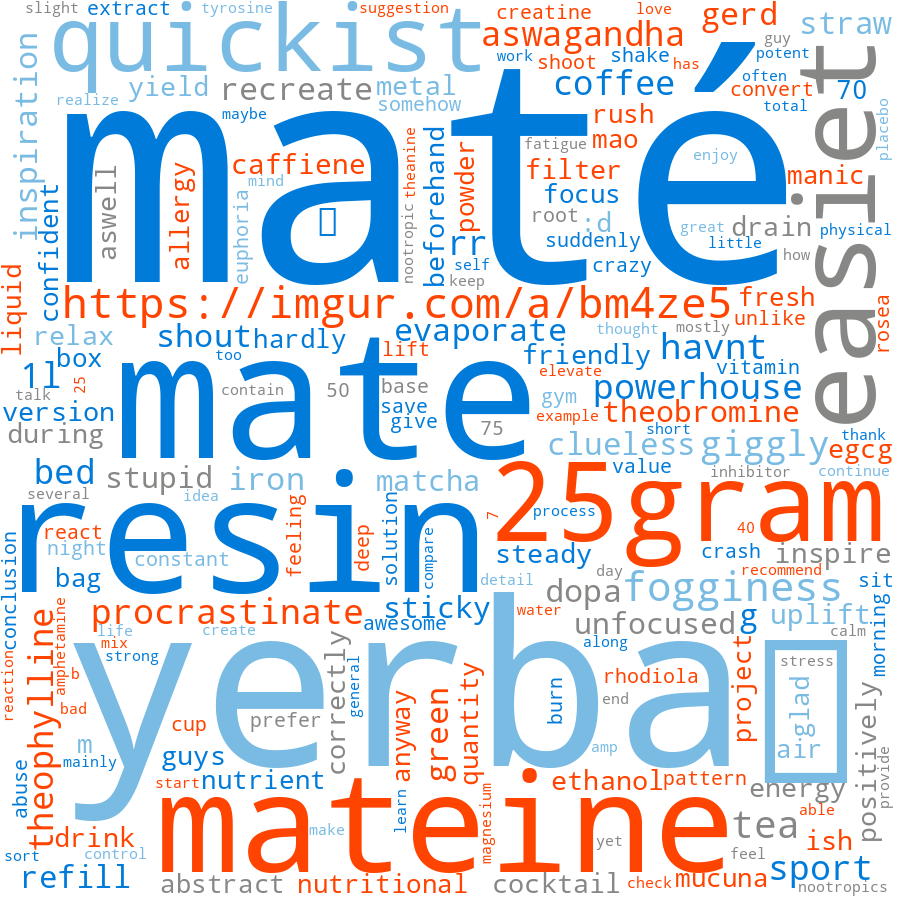 slight
extract
tyrosine
suggestion
creatine
love
gerd
straw
quickist
aswagandha
guy
work
shake
has
potent
inspiration
yield
recreate
metal
shoot
coffee
often
convert
70
easiet
realize
somehow
maybe
rush
total
placebo
maté
fatigue
mao
enjoy
aswell
allergy
caffiene
mind
nootropic
theanine
beforehand
powder
filter
manic
focus
confident
euphoria
root
:d
great
drain
physical
rr
suddenly
little
self
keep
crazy
how
liquid
https://imgur.com/a/bm4ze5
fresh
unlike
rosea
relax
shout
hardly
evaporate
thought
mostly
box
too
lift
friendly
havnt
1l
25
contain
50
base
elevate
vitamin
talk
mate
save
gym
powerhouse
version
give
example
theobromine
during
75
short
thank
clueless
giggly
egcg
bed
stupid
iron
matcha
value
inhibitor
continue
several
idea
resin
25gram
solution
7
process
40
react
feeling
deep
compare
night
constant
steady
crash
inspire
conclusion
bag
detail
day
recommend
sit
dopa
fogginess
procrastinate
sticky
water
g
uplift
theophylline
amphetamine
life
create
awesome
unfocused
along
calm
morning
mix
strong
yerba
stress
reaction
b
correctly
general
rhodiola
project
glad
bad
cup
prefer
anyway
green
quantity
burn
end
positively
m
air
mainly
guys
amp
provide
abuse
start
nutrient
mateine
ethanol
pattern
energy
learn
magnesium
able
drink
make
yet
tea
ish
sort
control
feel
refill
sport
abstract
nutritional
cocktail
check
mucuna
nootropics